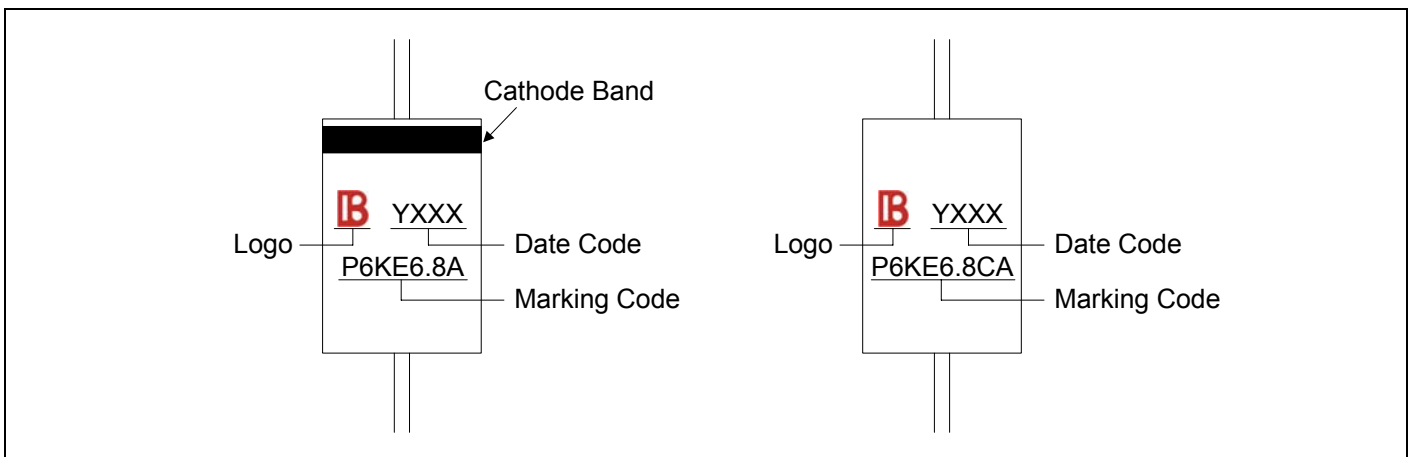 Cathode Band
B YXXX
Logo Date Code
P6KE6.8A
Marking Code
B YXXX
Logo Date Code
P6KE6.8CA
Marking Code